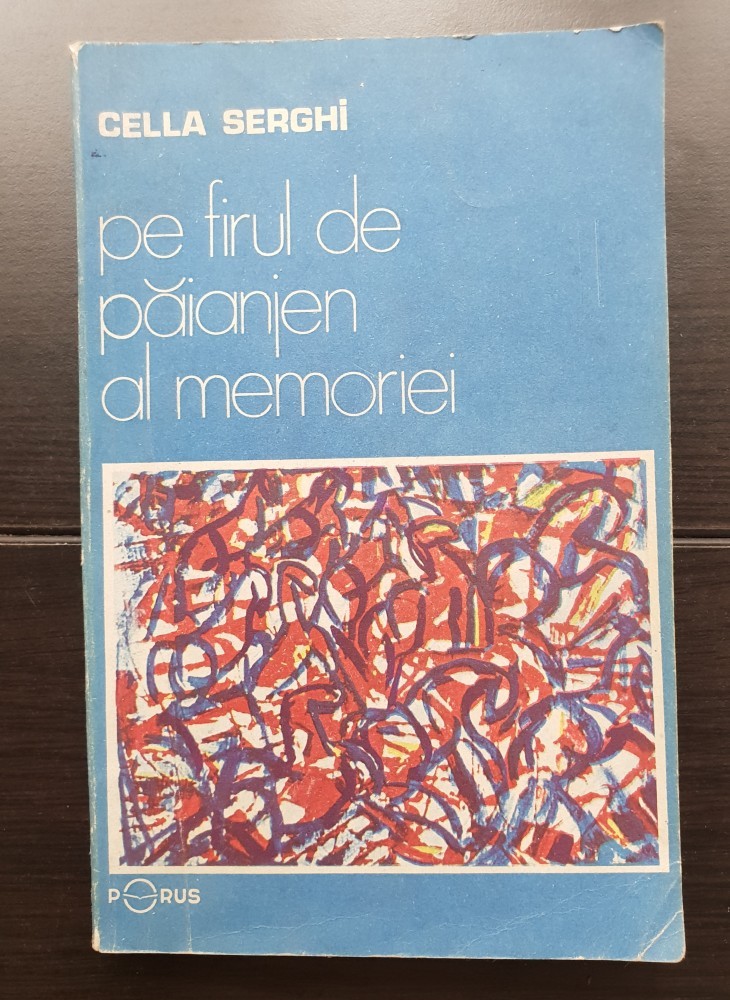 CELLA SERGHI
pe firul de
păianjen
al memoriei
PORUS